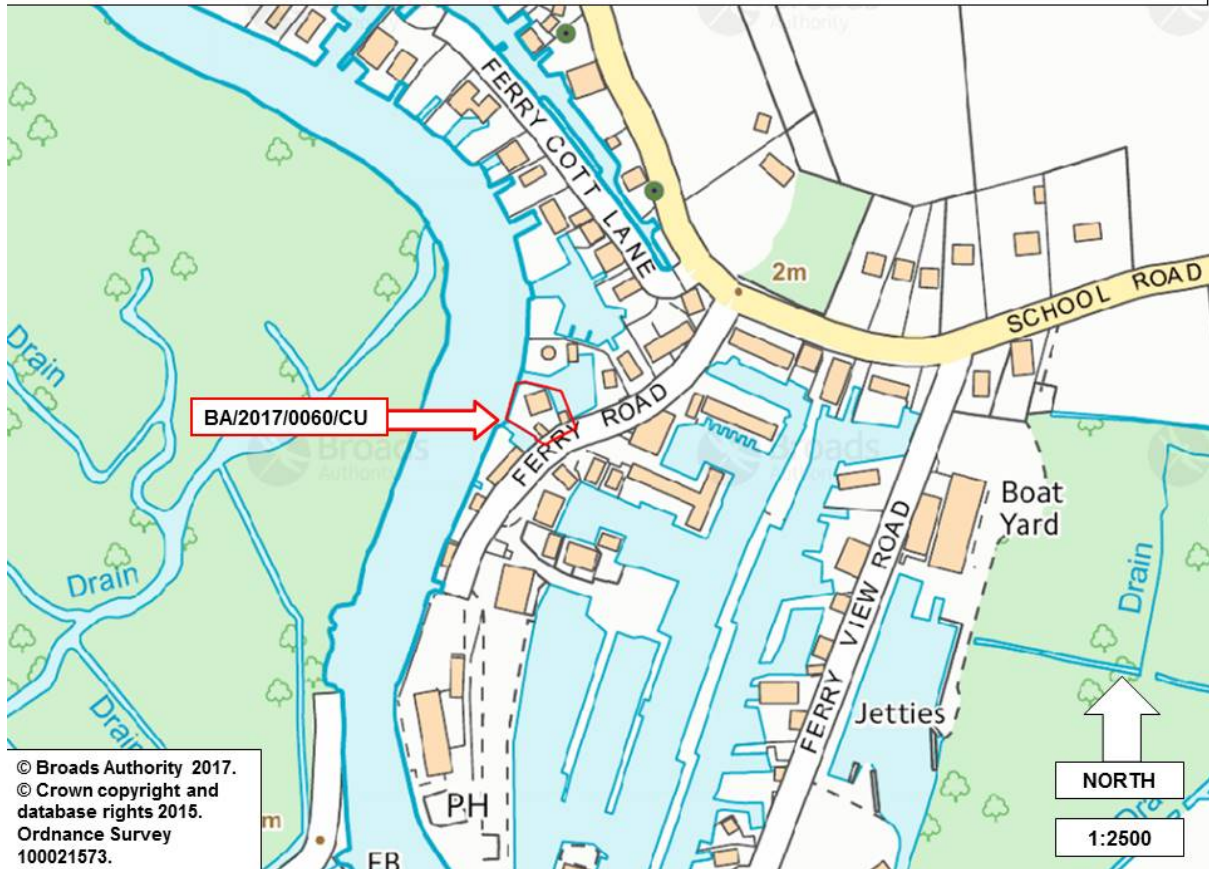 Broads
Authority
FERRY COTT LANE
2m
SCHOOL ROAD
Drain
BA/2017/0060/CU
FERRY ROAD
Broads
Authority
Broads
Authority
Boat
Yard
Drain
Drain
FERRY VIEW ROAD
Drain
Jetties
© Broads Authority 2017.
© Crown copyright and
database rights 2015.
Ordnance Survey
100021573.
m
PH
FB
NORTH
1:2500